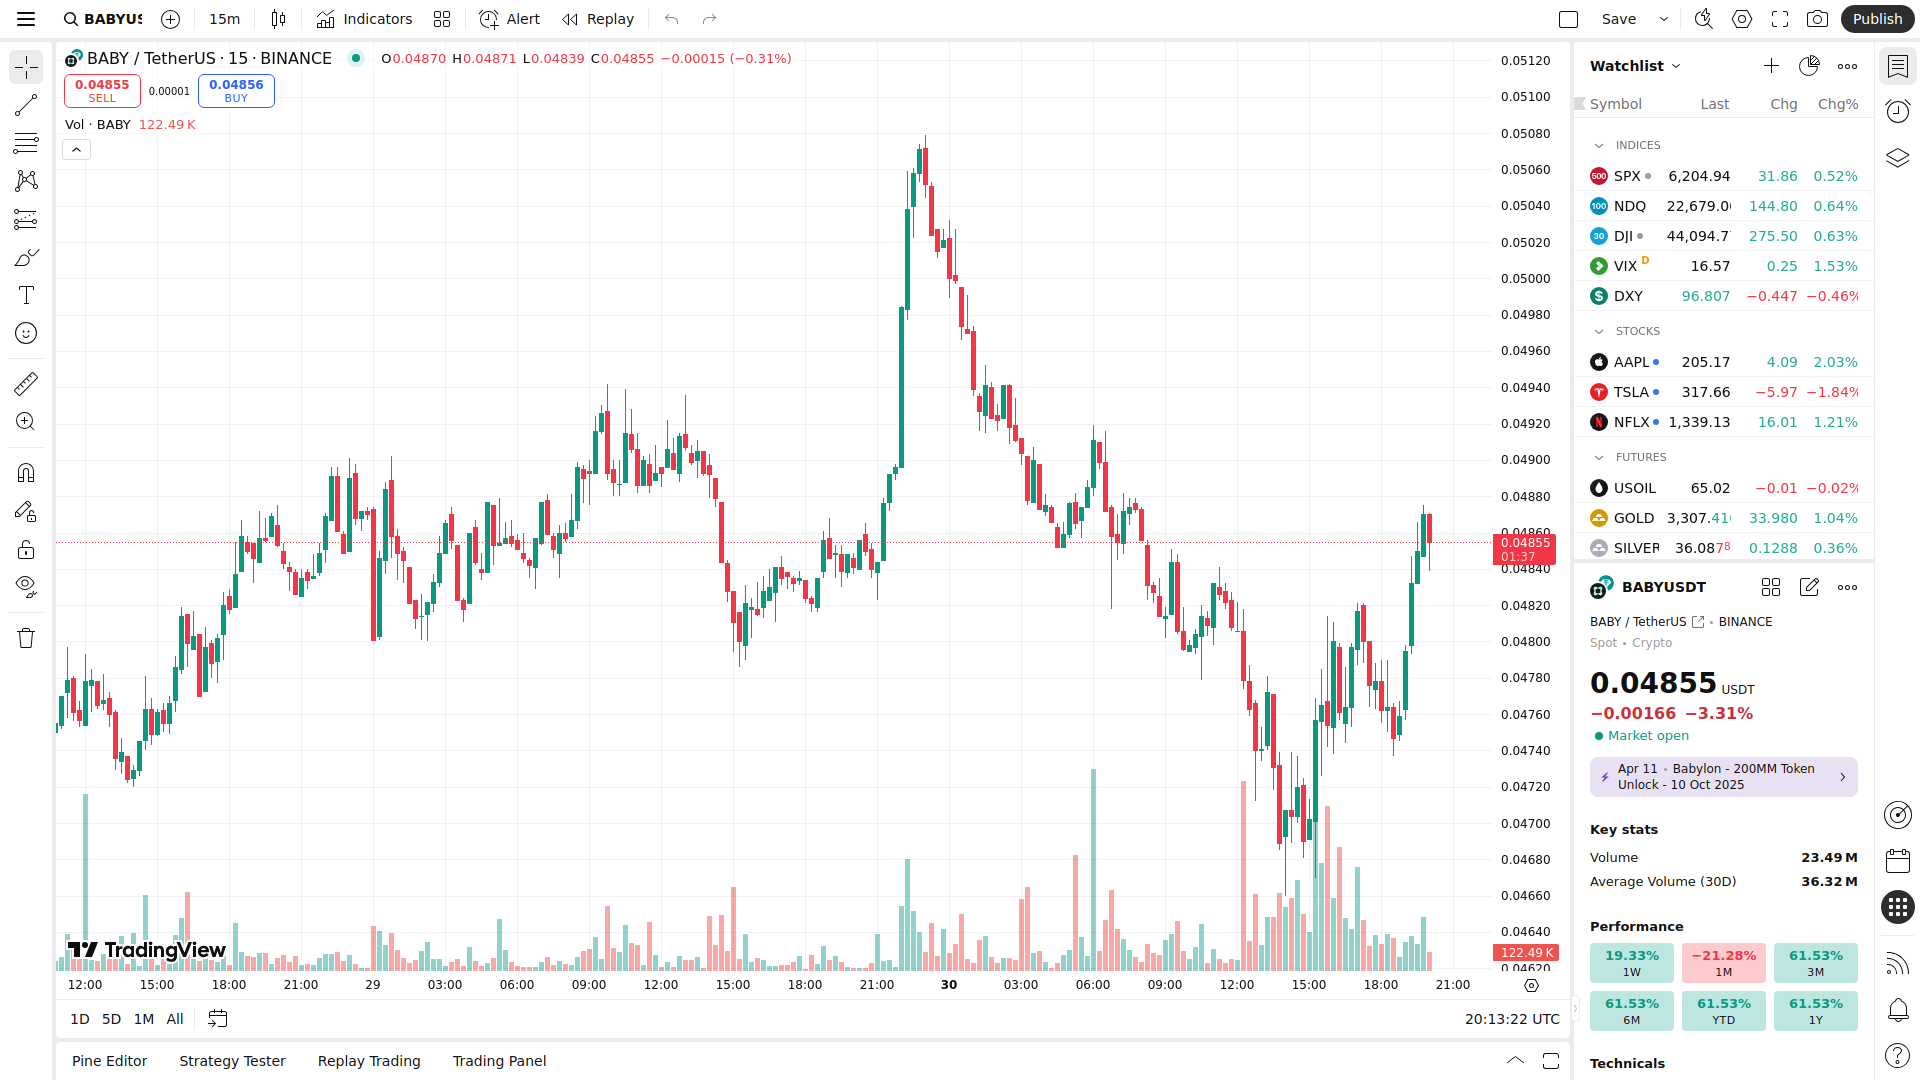 BABYUS 15m Indicators Alert Replay Save Publish
BABY / TetherUS · 15 · BINANCE O0.04870 H0.04871 L0.04839 C0.04855 −0.00015 (−0.31%)
0.04855 SELL 0.00001 0.04856 BUY
Vol · BABY 122.49 K
0.05120
0.05100
0.05080
0.05060
0.05040
0.05020
0.05000
0.04980
0.04960
0.04940
0.04920
0.04900
0.04880
0.04860
0.04855
01:37
0.04840
0.04820
0.04800
0.04780
0.04760
0.04740
0.04720
0.04700
0.04680
0.04660
0.04640
122.49 K
0.04620
TradingView
12:00 15:00 18:00 21:00 29 03:00 06:00 09:00 12:00 15:00 18:00 21:00 30 03:00 06:00 09:00 12:00 15:00 18:00 21:00
1D 5D 1M All 20:13:22 UTC
Pine Editor Strategy Tester Replay Trading Trading Panel
Watchlist
Symbol Last Chg Chg%
INDICES
SPX 6,204.94 31.86 0.52%
NDQ 22,679.0 144.80 0.64%
DJI 44,094.7 275.50 0.63%
VIX D 16.57 0.25 1.53%
DXY 96.807 −0.447 −0.46%
STOCKS
AAPL 205.17 4.09 2.03%
TSLA 317.66 −5.97 −1.84%
NFLX 1,339.13 16.01 1.21%
FUTURES
USOIL 65.02 −0.01 −0.02%
GOLD 3,307.41 33.980 1.04%
SILVER 36.0878 0.1288 0.36%
BABYUSDT
BABY / TetherUS • BINANCE
Spot • Crypto
0.04855 USDT
−0.00166 −3.31%
Market open
Apr 11 • Babylon - 200MM Token
Unlock - 10 Oct 2025
Key stats
Volume 23.49 M
Average Volume (30D) 36.32 M
Performance
19.33% 1W −21.28% 1M 61.53% 3M
61.53% 6M 61.53% YTD 61.53% 1Y
Technicals